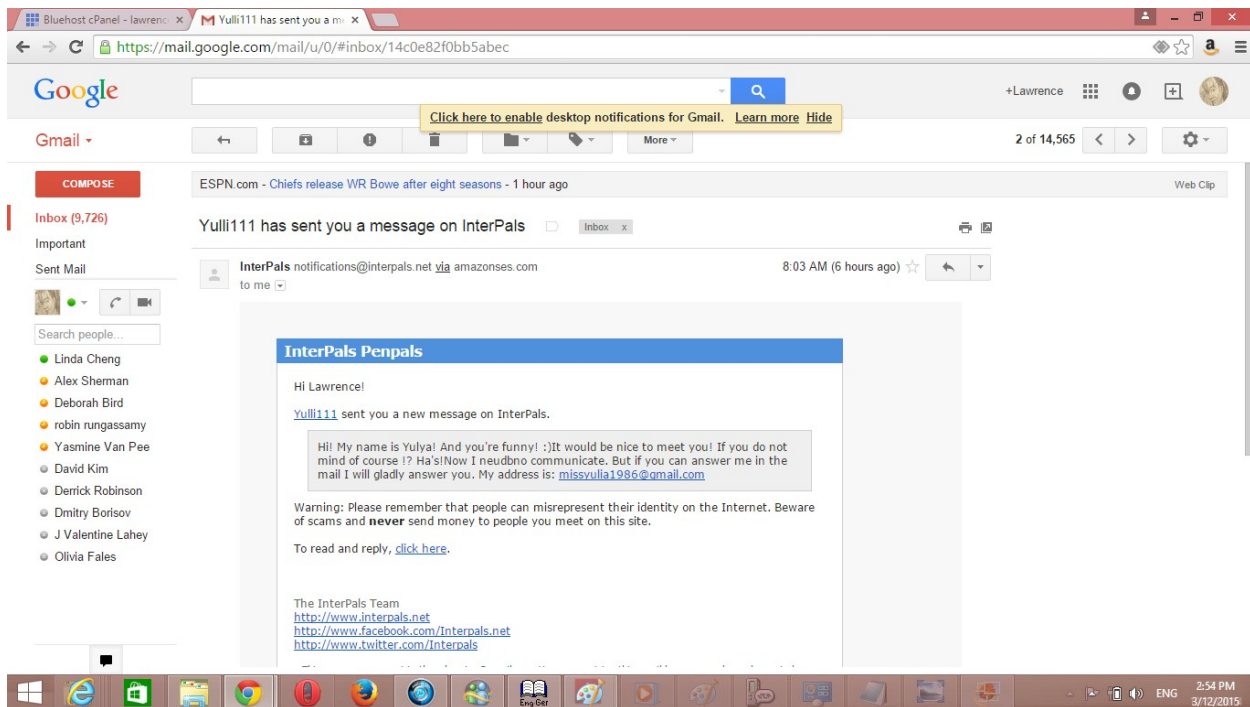 Bluehost cPanel - lawrenc
Yulli111 has sent you a me
https://mail.google.com/mail/u/0/#inbox/14c0e82f0bb5abec
Google
+Lawrence
Click here to enable desktop notifications for Gmail. Learn more Hide
Gmail
More
2 of 14,565
COMPOSE
ESPN.com - Chiefs release WR Bowe after eight seasons - 1 hour ago
Web Clip
Inbox (9,726)
Important
Sent Mail
Search people...
Linda Cheng
Alex Sherman
Deborah Bird
robin rungassamy
Yasmine Van Pee
David Kim
Derrick Robinson
Dmitry Borisov
J Valentine Lahey
Olivia Fales
Yulli111 has sent you a message on InterPals
Inbox x
InterPals notifications@interpals.net via amazonses.com
8:03 AM (6 hours ago)
to me
InterPals Penpals
Hi Lawrence!
Yulli111 sent you a new message on InterPals.
Hi! My name is Yulya! And you're funny! :)It would be nice to meet you! If you do not
mind of course !? Ha's!Now I neudbno communicate. But if you can answer me in the
mail I will gladly answer you. My address is: missyulia1986@gmail.com
Warning: Please remember that people can misrepresent their identity on the Internet. Beware
of scams and never send money to people you meet on this site.
To read and reply, click here.
The InterPals Team
http://www.interpals.net
http://www.facebook.com/Interpals.net
http://www.twitter.com/Interpals
Eng Ger
ENG
2:54 PM
3/12/2015